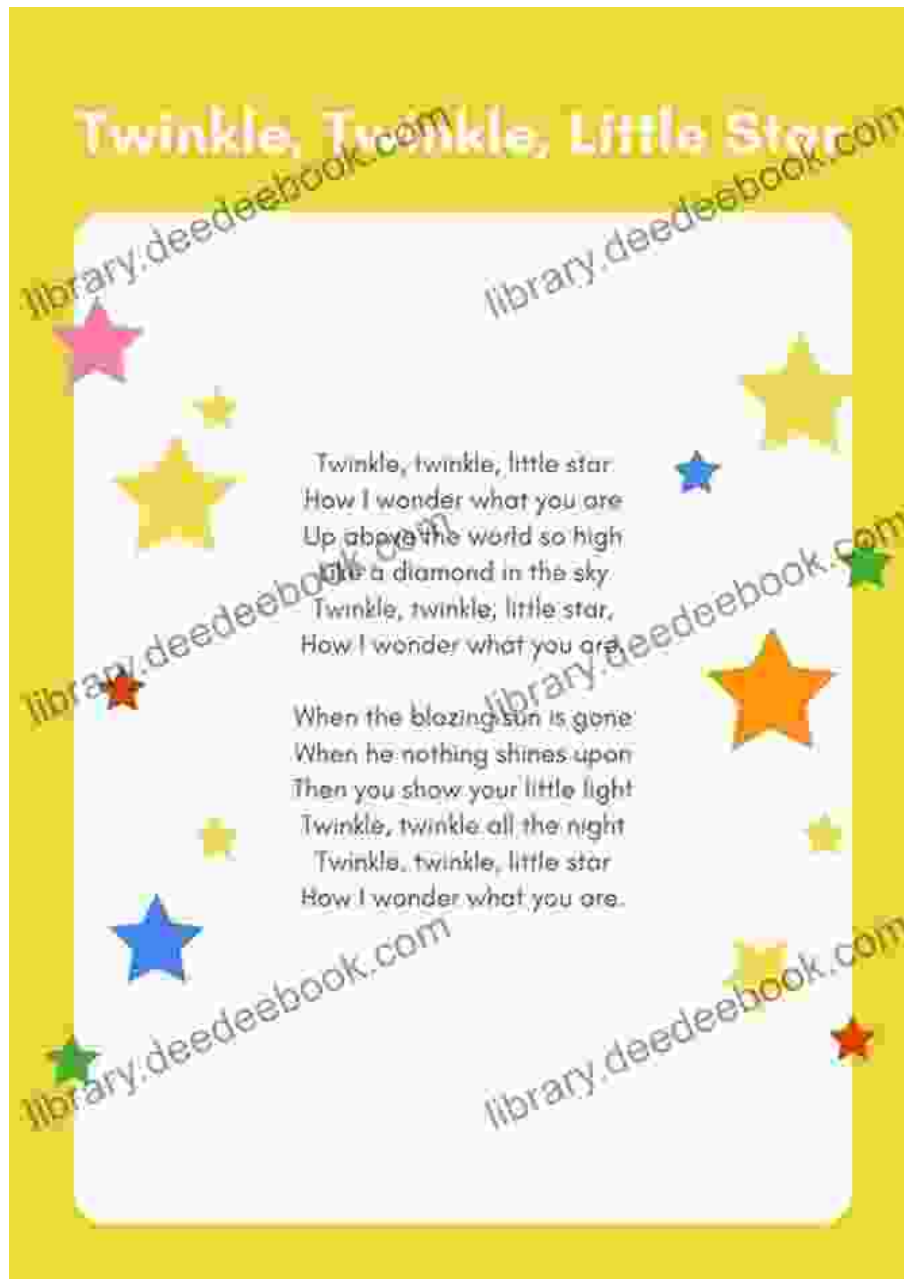 Twinkle, Twinkle, Little Star
library.deedeebook.com
library.deedeebook.com
Twinkle, twinkle, little star
How I wonder what you are
Up above the world so high
Like a diamond in the sky
Twinkle, twinkle, little star,
How I wonder what you are.
library.deedeebook.com
library.deedeebook.com
When the blazing sun is gone
When he nothing shines upon
Then you show your little light
Twinkle, twinkle all the night
Twinkle, twinkle, little star
How I wonder what you are.
library.deedeebook.com
library.deedeebook.com